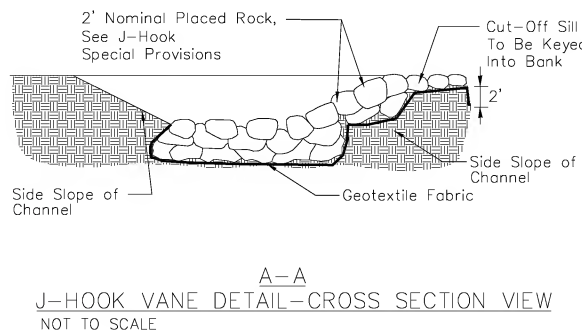 2' Nominal Placed Rock,
See J-Hook
Special Provisions
Cut-Off Sill
To Be Keyed
Into Bank
2'
Side Slope of
Channel
Side Slope of
Channel
Geotextile Fabric
A-A
J-HOOK VANE DETAIL-CROSS SECTION VIEW
NOT TO SCALE